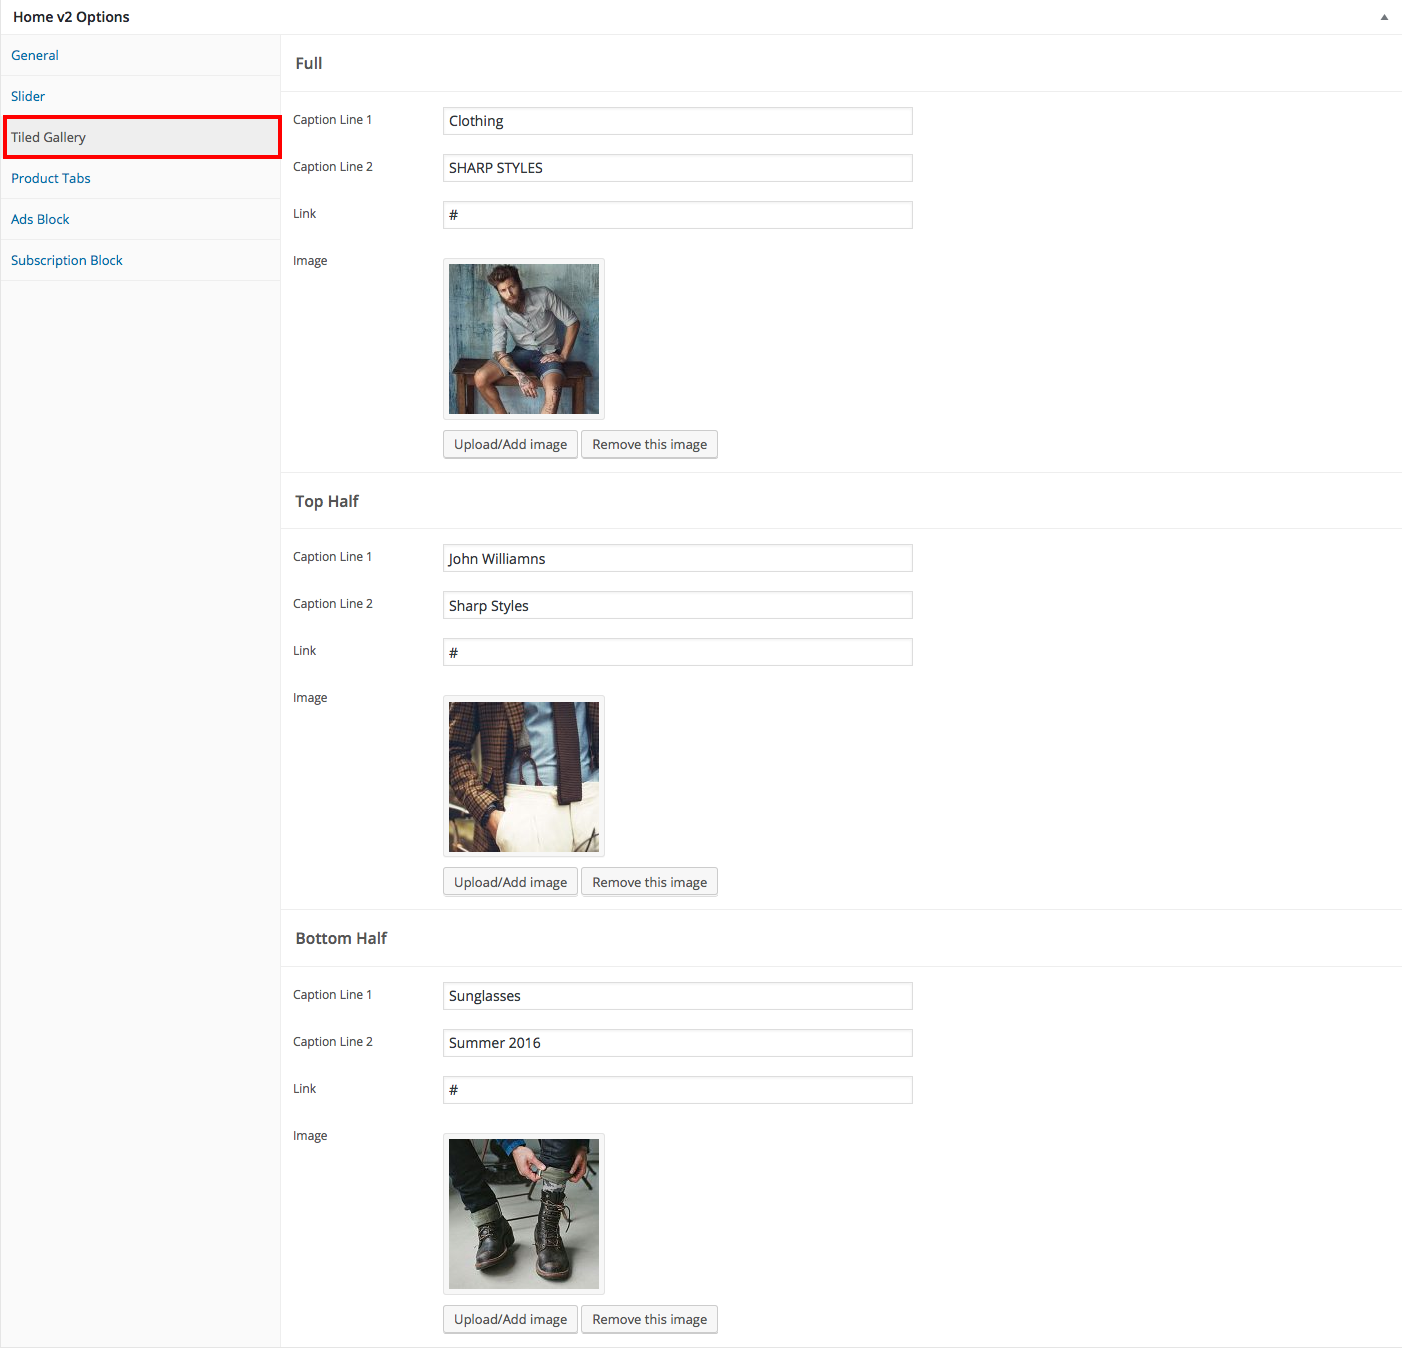 Home v2 Options
General
Slider
Tiled Gallery
Product Tabs
Ads Block
Subscription Block
Full
Caption Line 1 Clothing
Caption Line 2 SHARP STYLES
Link #
Image
Upload/Add image Remove this image
Top Half
Caption Line 1 John Williamns
Caption Line 2 Sharp Styles
Link #
Image
Upload/Add image Remove this image
Bottom Half
Caption Line 1 Sunglasses
Caption Line 2 Summer 2016
Link #
Image
Upload/Add image Remove this image